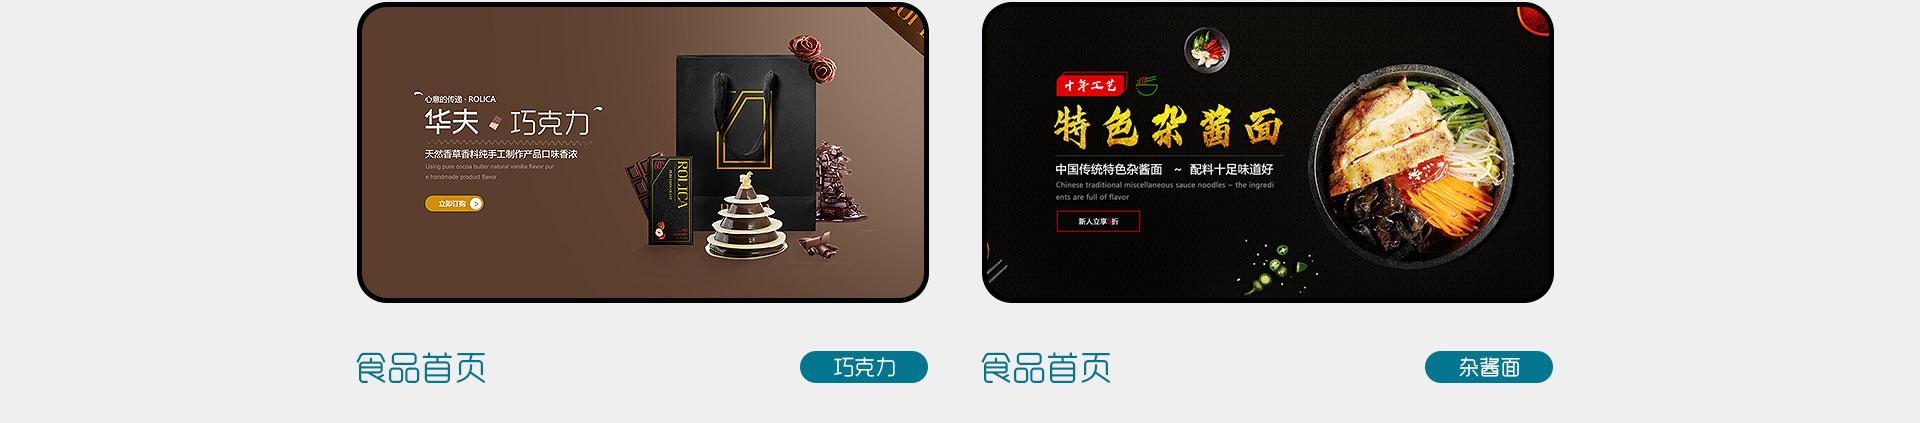 心意的传递 · ROLICA
华夫 巧克力
天然香草香料纯手工制作产品口味香浓
Using pure cocoa butter natural vanilla flavor pur
e handmade product flavor
立即订购 >
ROLICA
十年工艺
特色杂酱面
中国传统特色杂酱面 ~ 配料十足味道好
Chinese traditional miscellaneous sauce noodles ~ the ingredi
ents are full of flavor
新人立享5折
食品首页
巧克力
食品首页
杂酱面